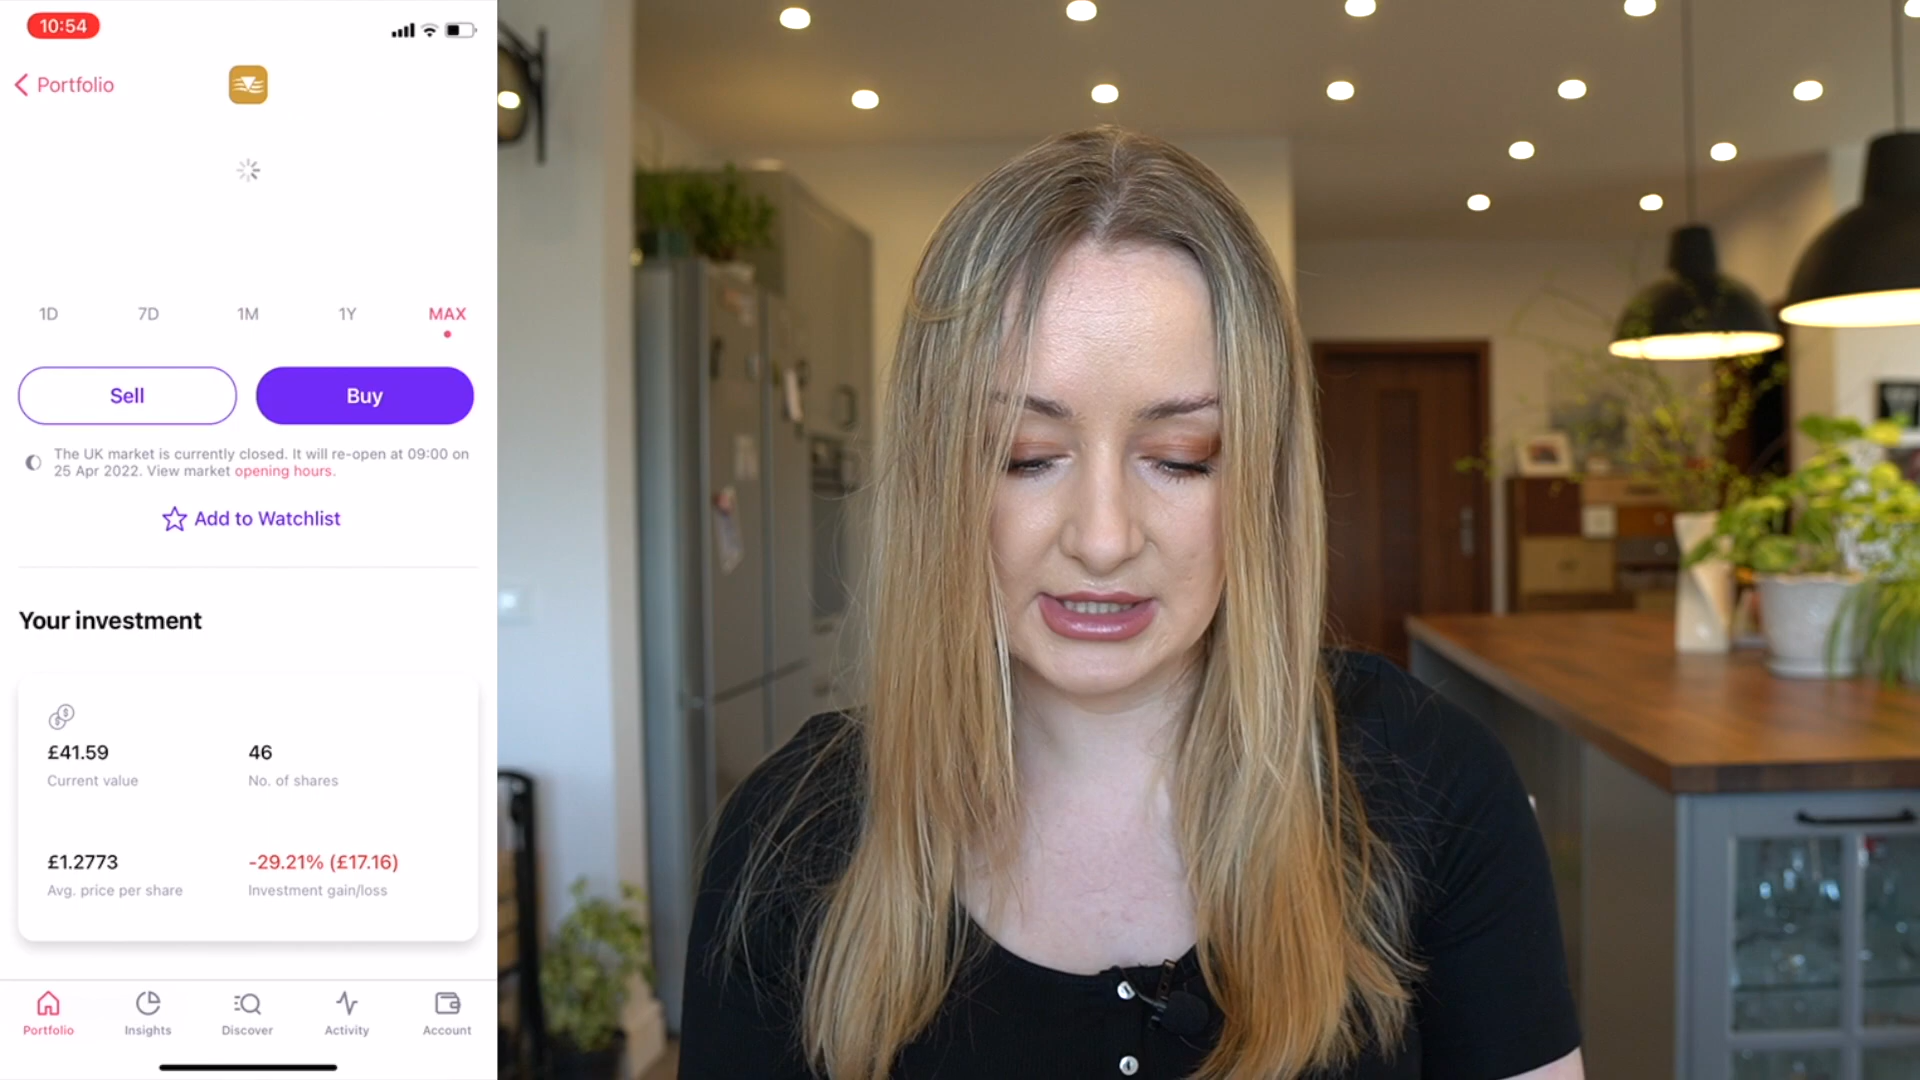 10:54
Portfolio
1D 7D 1M 1Y MAX
Sell Buy
The UK market is currently closed. It will re-open at 09:00 on
25 Apr 2022. View market opening hours.
Add to Watchlist
Your investment
£41.59 46
Current value No. of shares
£1.2773 -29.21% (£17.16)
Avg. price per share Investment gain/loss
Portfolio Insights Discover Activity Account